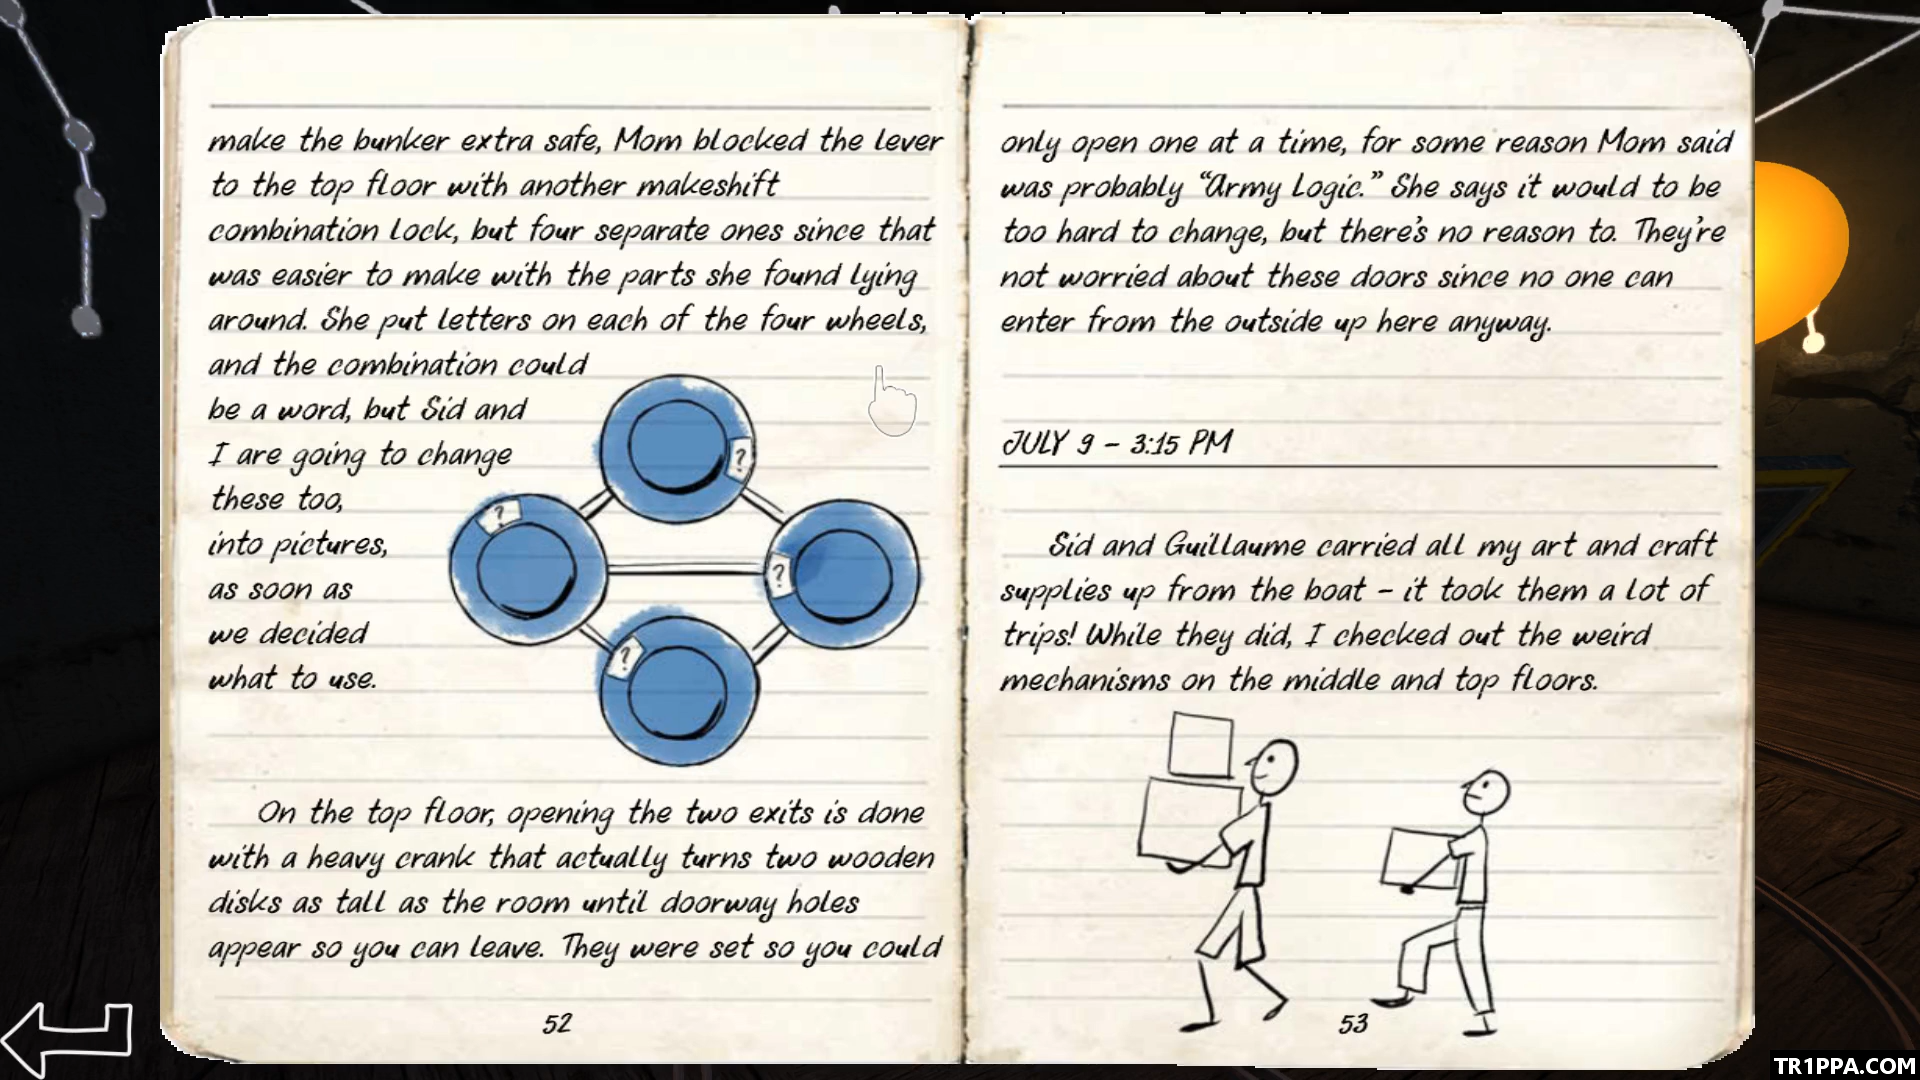 make the bunker extra safe, Mom blocked the lever
to the top floor with another makeshift
combination lock, but four separate ones since that
was easier to make with the parts she found lying
around. She put letters on each of the four wheels,
and the combination could
be a word, but Sid and
I are going to change
these too,
into pictures,
as soon as
we decided
what to use.
?
?
?
?
On the top floor, opening the two exits is done
with a heavy crank that actually turns two wooden
disks as tall as the room until doorway holes
appear so you can leave. They were set so you could
52
only open one at a time, for some reason Mom said
was probably “Army Logic.” She says it would to be
too hard to change, but there’s no reason to. They’re
not worried about these doors since no one can
enter from the outside up here anyway.
JULY 9 – 3:15 PM
Sid and Guillaume carried all my art and craft
supplies up from the boat – it took them a lot of
trips! While they did, I checked out the weird
mechanisms on the middle and top floors.
53
TR1PPA.COM